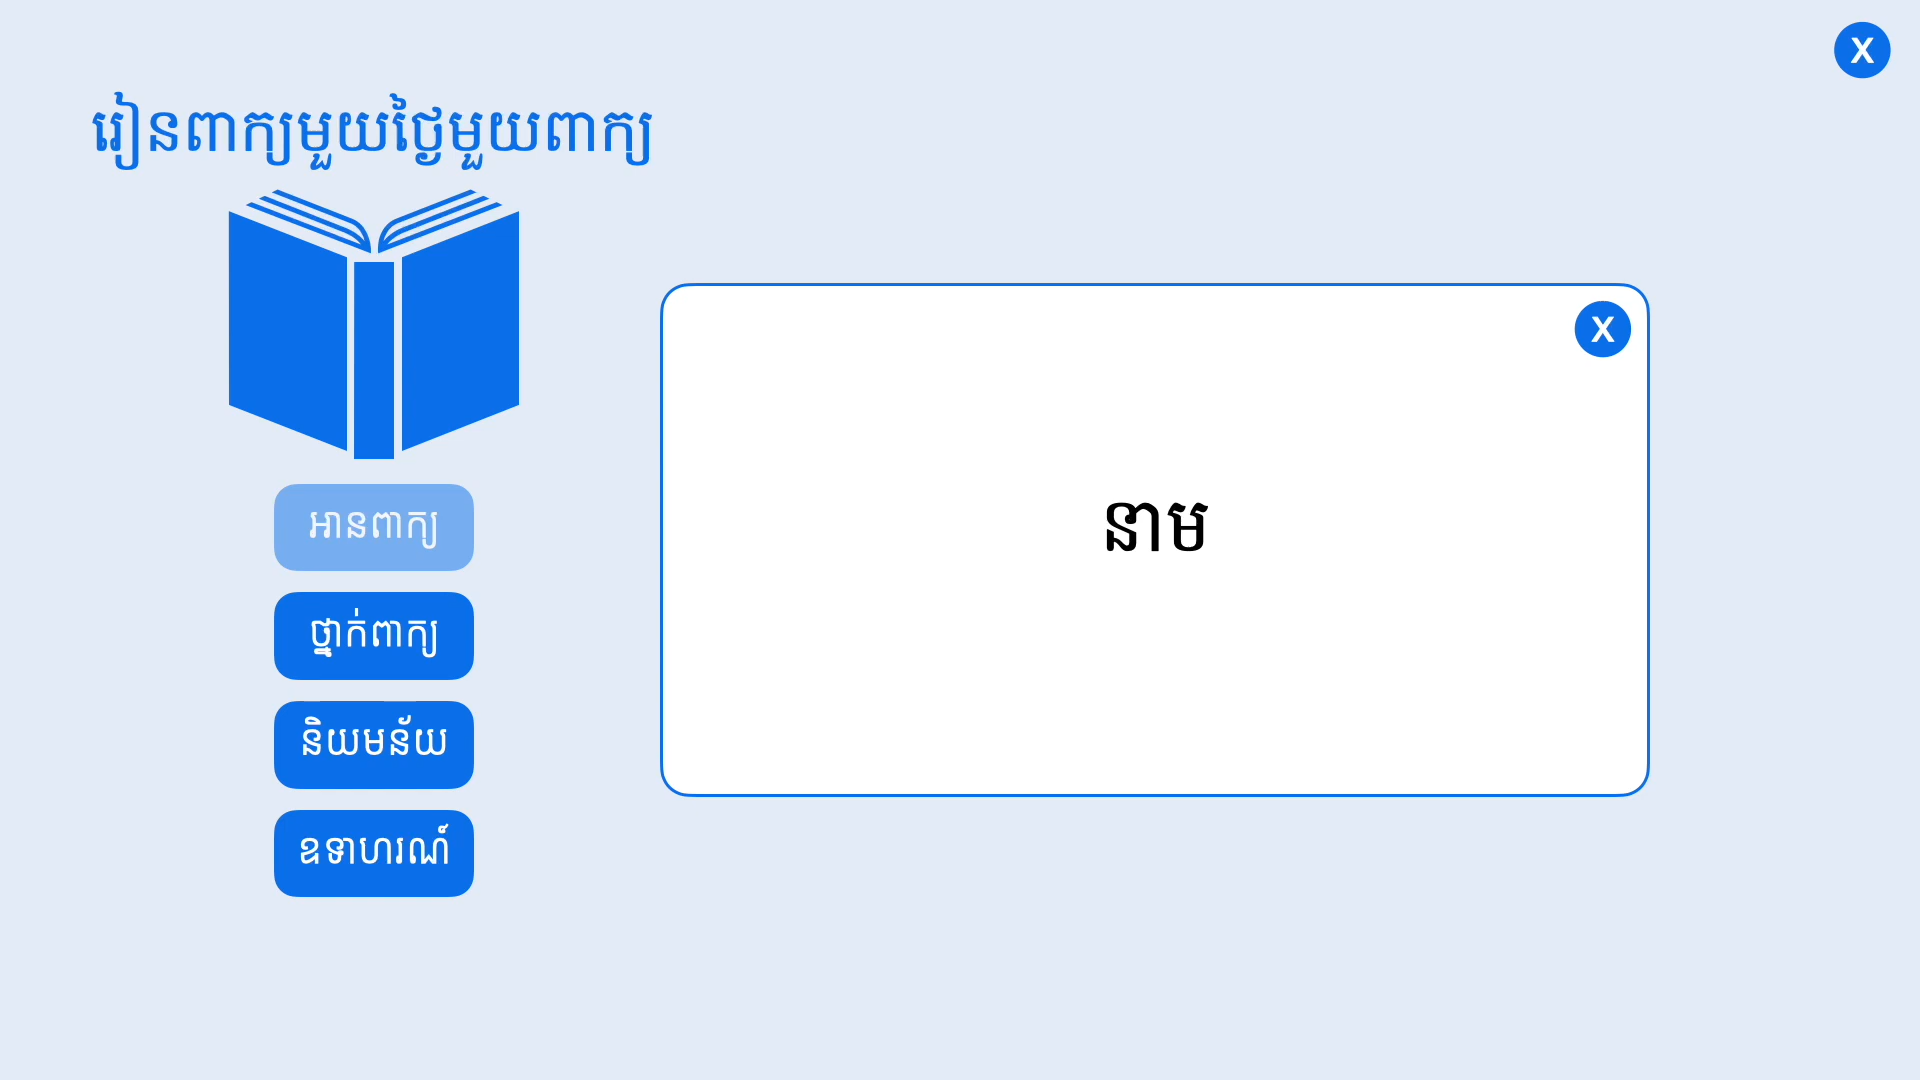 X
រៀនពាក្យមួយថ្ងៃមួយពាក្យ
X
នាម
អានពាក្យ
ថ្នាក់ពាក្យ
និយមន័យ
ឧទាហរណ៍